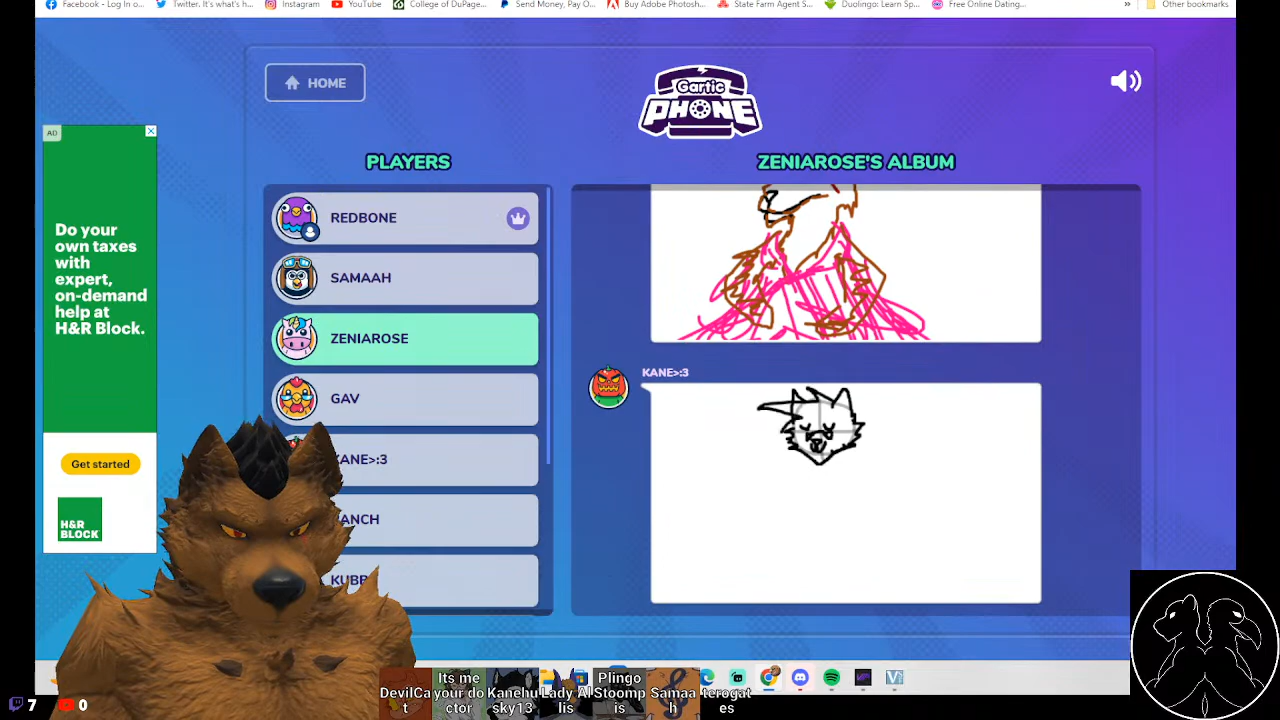 Facebook - Log In o...
Twitter. It's what's h...
Instagram
YouTube
College of DuPage...
Send Money, Pay O...
Buy Adobe Photosh...
State Farm Agent S...
Duolingo: Learn Sp...
Free Online Dating...
»
Other bookmarks
HOME
Gartic
PHONE
AD
PLAYERS
ZENIAROSE'S ALBUM
REDBONE
SAMAAH
ZENIAROSE
GAV
KANE>:3
ANCH
KUBB
Do your
own taxes
with
expert,
on-demand
help at
H&R Block.
Get started
H&R
BLOCK
KANE>:3
DevilCa
t
Its me
your do
ctor
Kanehu
sky13
Lady Al
lis
Plingo
Stoomp
is
Samaa
h
terogat
es
7
0